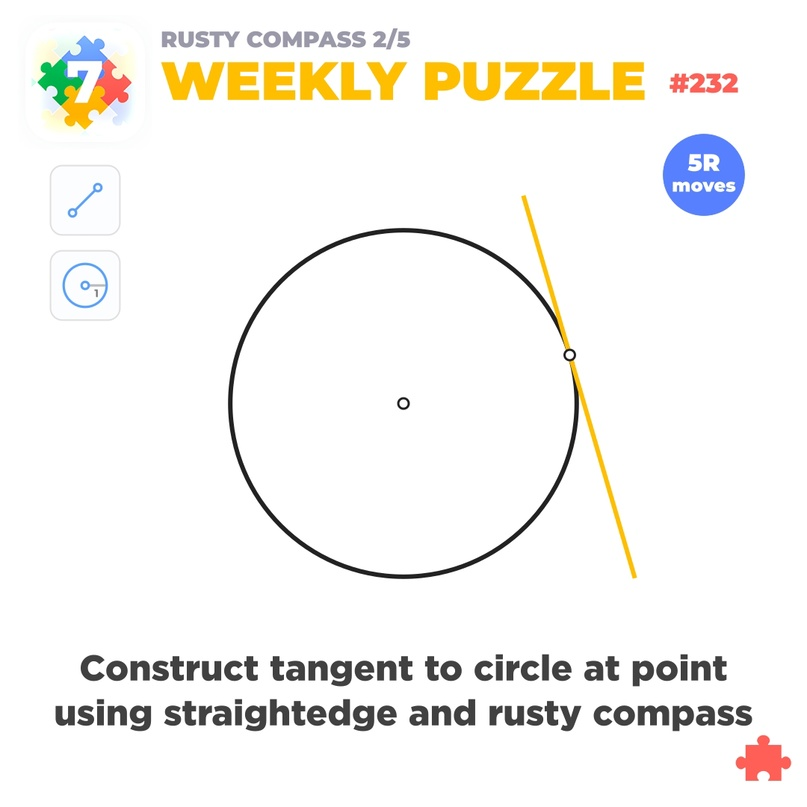 RUSTY COMPASS 2/5
7
WEEKLY PUZZLE #232
5R
moves
1
Construct tangent to circle at point
using straightedge and rusty compass